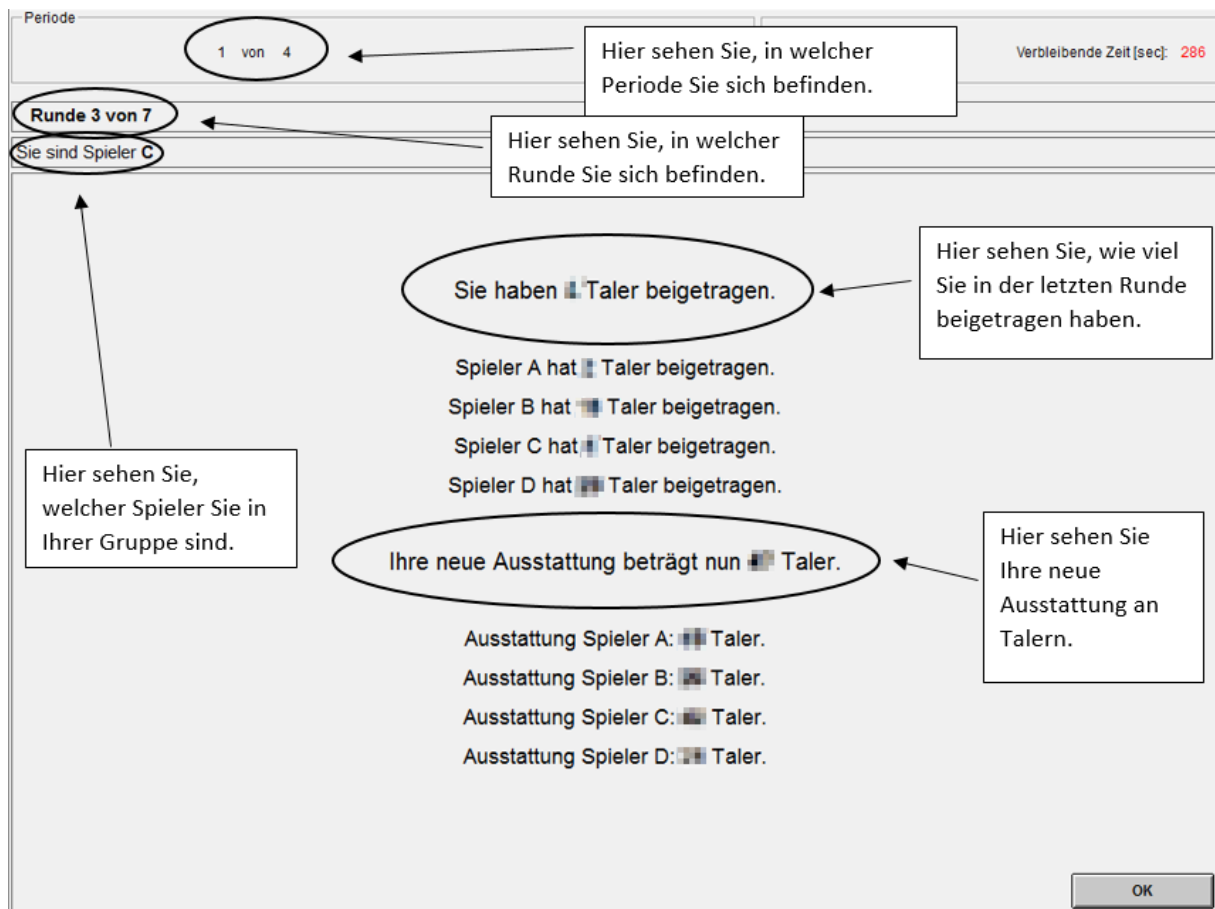 Periode
1 von 4
Verbleibende Zeit [sec]: 286
Hier sehen Sie, in welcher
Periode Sie sich befinden.
Runde 3 von 7
Hier sehen Sie, in welcher
Runde Sie sich befinden.
Sie sind Spieler C
Hier sehen Sie, wie viel
Sie in der letzten Runde
beigetragen haben.
Sie haben Taler beigetragen.
Spieler A hat Taler beigetragen.
Spieler B hat Taler beigetragen.
Spieler C hat Taler beigetragen.
Spieler D hat Taler beigetragen.
Hier sehen Sie,
welcher Spieler Sie in
Ihrer Gruppe sind.
Ihre neue Ausstattung beträgt nun Taler.
Hier sehen Sie
Ihre neue
Ausstattung an
Talern.
Ausstattung Spieler A: Taler.
Ausstattung Spieler B: Taler.
Ausstattung Spieler C: Taler.
Ausstattung Spieler D: Taler.
OK